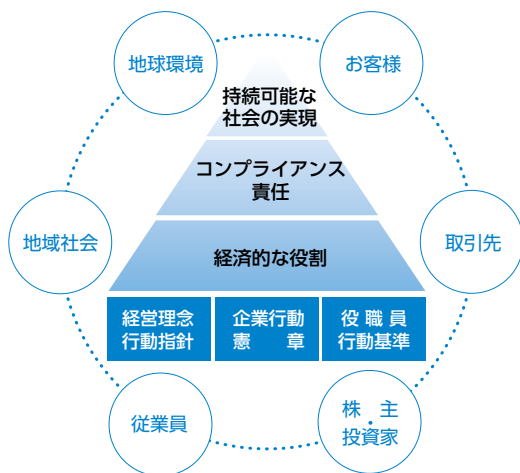 地球環境
お客様
持続可能な
社会の実現
コンプライアンス
責任
地域社会
経済的な役割
取引先
経営理念
行動指針
企業行動
憲　章
役職員
行動基準
従業員
株・主
投資家